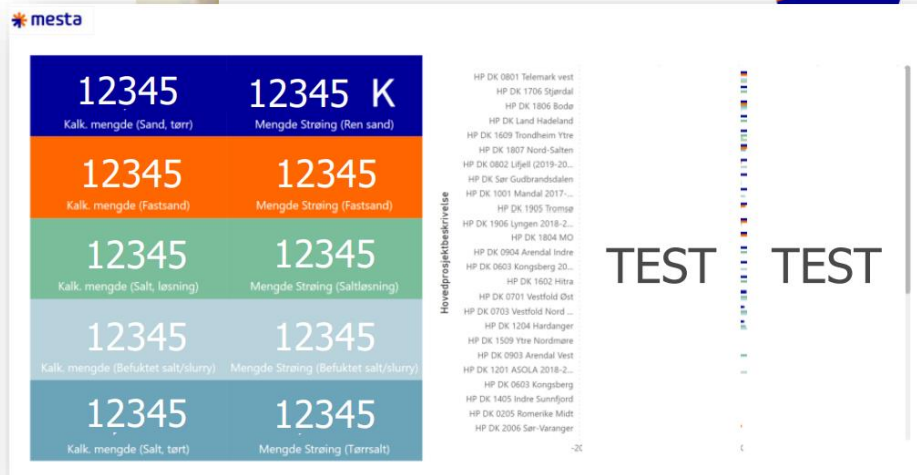 mesta
12345
Kalk. mengde (Sand, tørr)
12345 K
Mengde Strøing (Ren sand)
12345
Kalk. mengde (Fastsand)
12345
Mengde Strøing (Fastsand)
12345
Kalk. mengde (Salt, løsning)
12345
Mengde Strøing (Saltløsning)
12345
Kalk. mengde (Befuktet salt/slurry)
12345
Mengde Strøing (Befuktet salt/slurry)
12345
Kalk. mengde (Salt, tørt)
12345
Mengde Strøing (Tørrsalt)
Hovedprosjektbeskrivelse
HP DK 0801 Telemark vest
HP DK 1706 Stjørdal
HP DK 1806 Bodø
HP DK Land Hadeland
HP DK 1609 Trondheim Ytre
HP DK 1807 Nord-Salten
HP DK 0802 Lifjell (2019-20...
HP DK Sør Gudbrandsdalen
HP DK 1001 Mandal 2017-...
HP DK 1905 Tromsø
HP DK 1906 Lyngen 2018-2...
HP DK 1804 MO
HP DK 0904 Arendal Indre
HP DK 0603 Kongsberg 20...
HP DK 1602 Hitra
HP DK 0701 Vestfold Øst
HP DK 0703 Vestfold Nord ...
HP DK 1204 Hardanger
HP DK 1509 Ytre Nordmøre
HP DK 0903 Arendal Vest
HP DK 1201 ASOLA 2018-2...
HP DK 0603 Kongsberg
HP DK 1405 Indre Sunnfjord
HP DK 0205 Romerike Midt
HP DK 2006 Sør-Varanger
TEST
TEST
-20